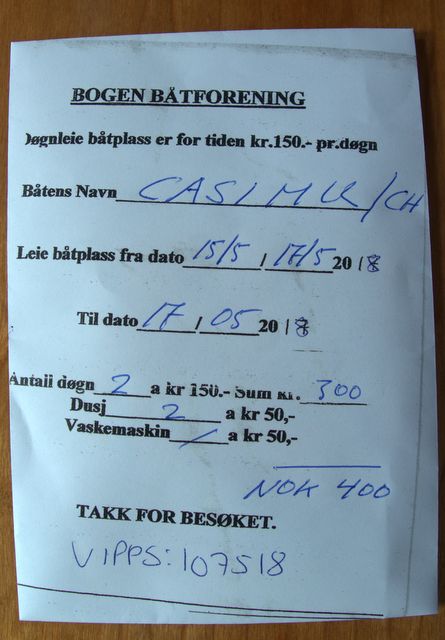 BOGEN BÅTFORENING
Døgnleie båtplass er for tiden kr.150.- pr.døgn
Båtens Navn CASIMIR/CH
Leie båtplass fra dato 15/5 / 17/5 2018
Til dato 17 / 05 2018
Antall døgn 2 a kr 150.- Sum kr. 300
Dusj 2 a kr 50,-
Vaskemaskin / a kr 50,-
NOK 400
TAKK FOR BESØKET.
VIPPS: 107518